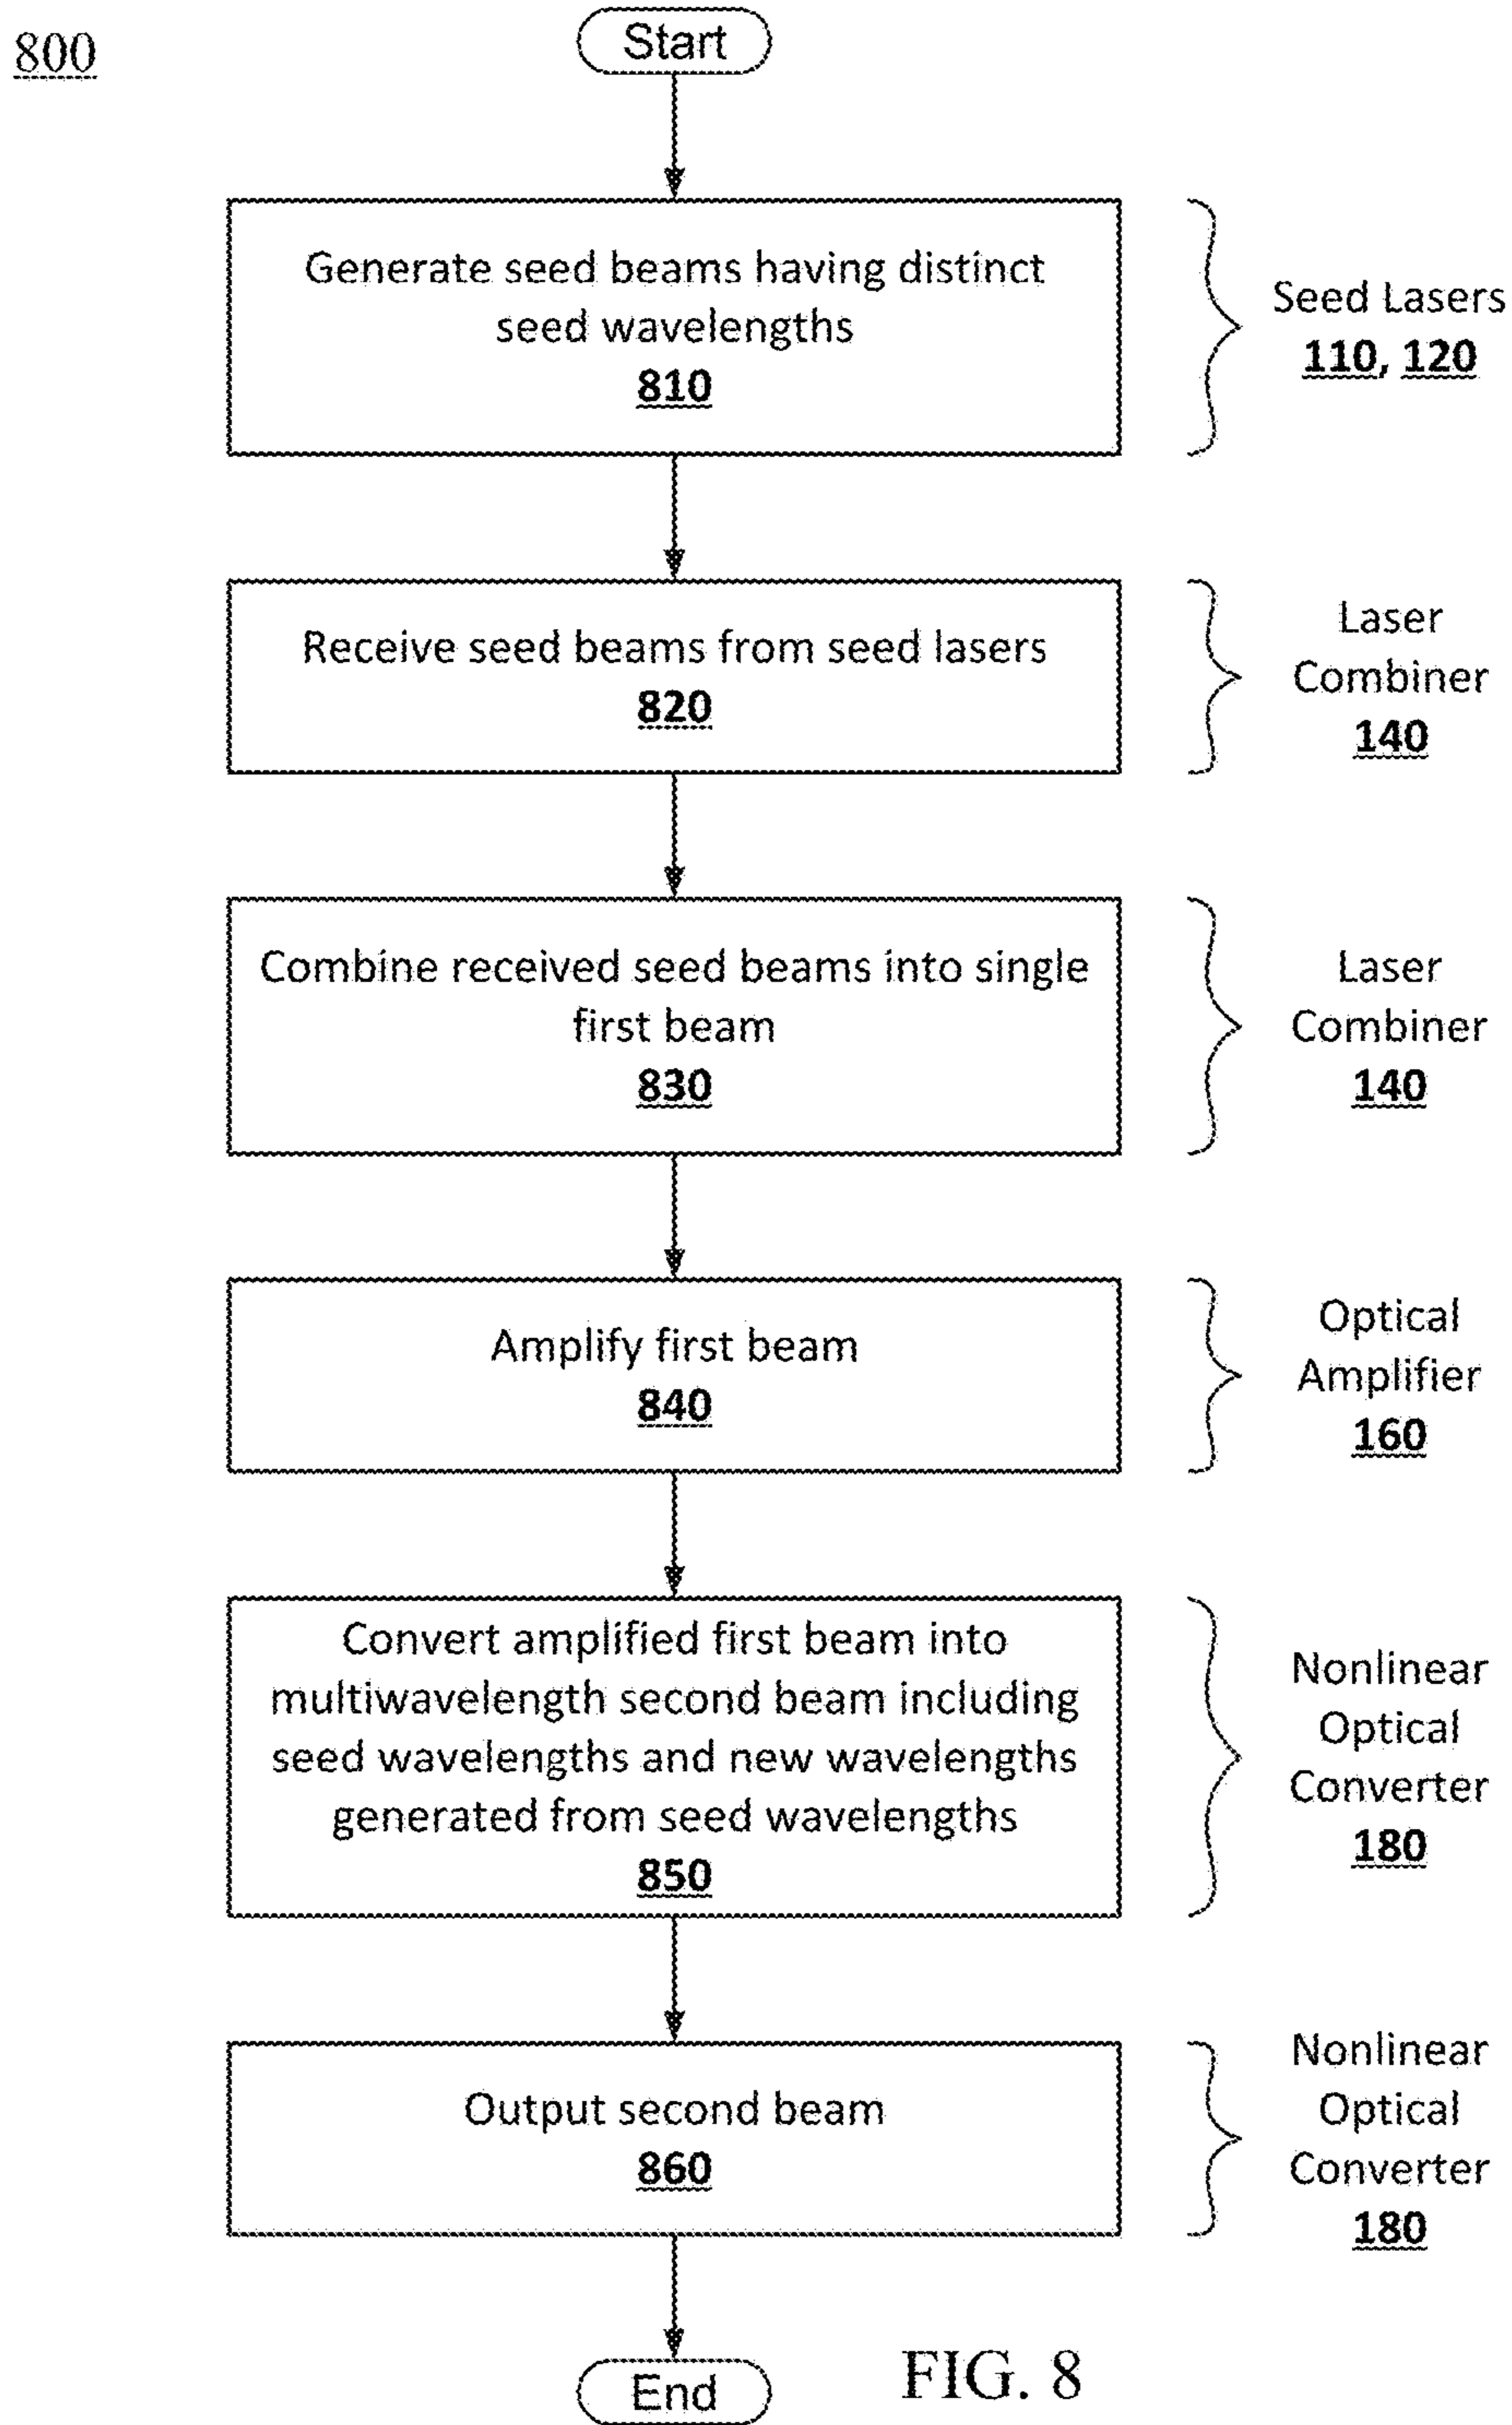 800
Start
Generate seed beams having distinct
seed wavelengths
810
Seed Lasers
110, 120
Receive seed beams from seed lasers
820
Laser
Combiner
140
Combine received seed beams into single
first beam
830
Laser
Combiner
140
Amplify first beam
840
Optical
Amplifier
160
Convert amplified first beam into
multiwavelength second beam including
seed wavelengths and new wavelengths
generated from seed wavelengths
850
Nonlinear
Optical
Converter
180
Output second beam
860
Nonlinear
Optical
Converter
180
End
FIG. 8